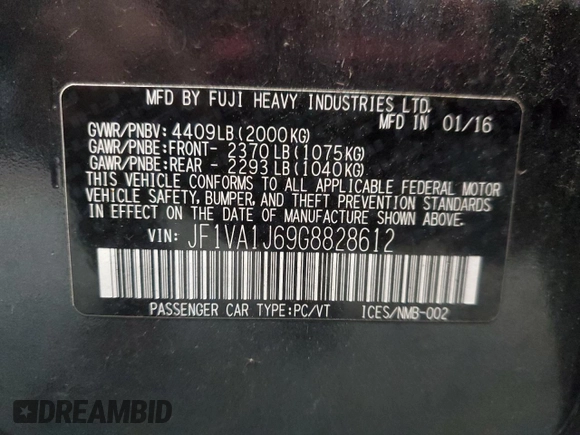 MFD BY FUJI HEAVY INDUSTRIES LTD.
MFD IN 01/16
GVWR/PNBV: 4409LB(2000KG)
GAWR/PNBE:FRONT- 2370LB(1075KG)
GAWR/PNBE:REAR - 2293LB(1040KG)
THIS VEHICLE CONFORMS TO ALL APPLICABLE FEDERAL MOTOR
VEHICLE SAFETY, BUMPER, AND THEFT PREVENTION STANDARDS
IN EFFECT ON THE DATE OF MANUFACTURE SHOWN ABOVE.
VIN: JF1VA1J69G8828612
PASSENGER CAR TYPE:PC/VT ICES/NMB-002
DREAMBID